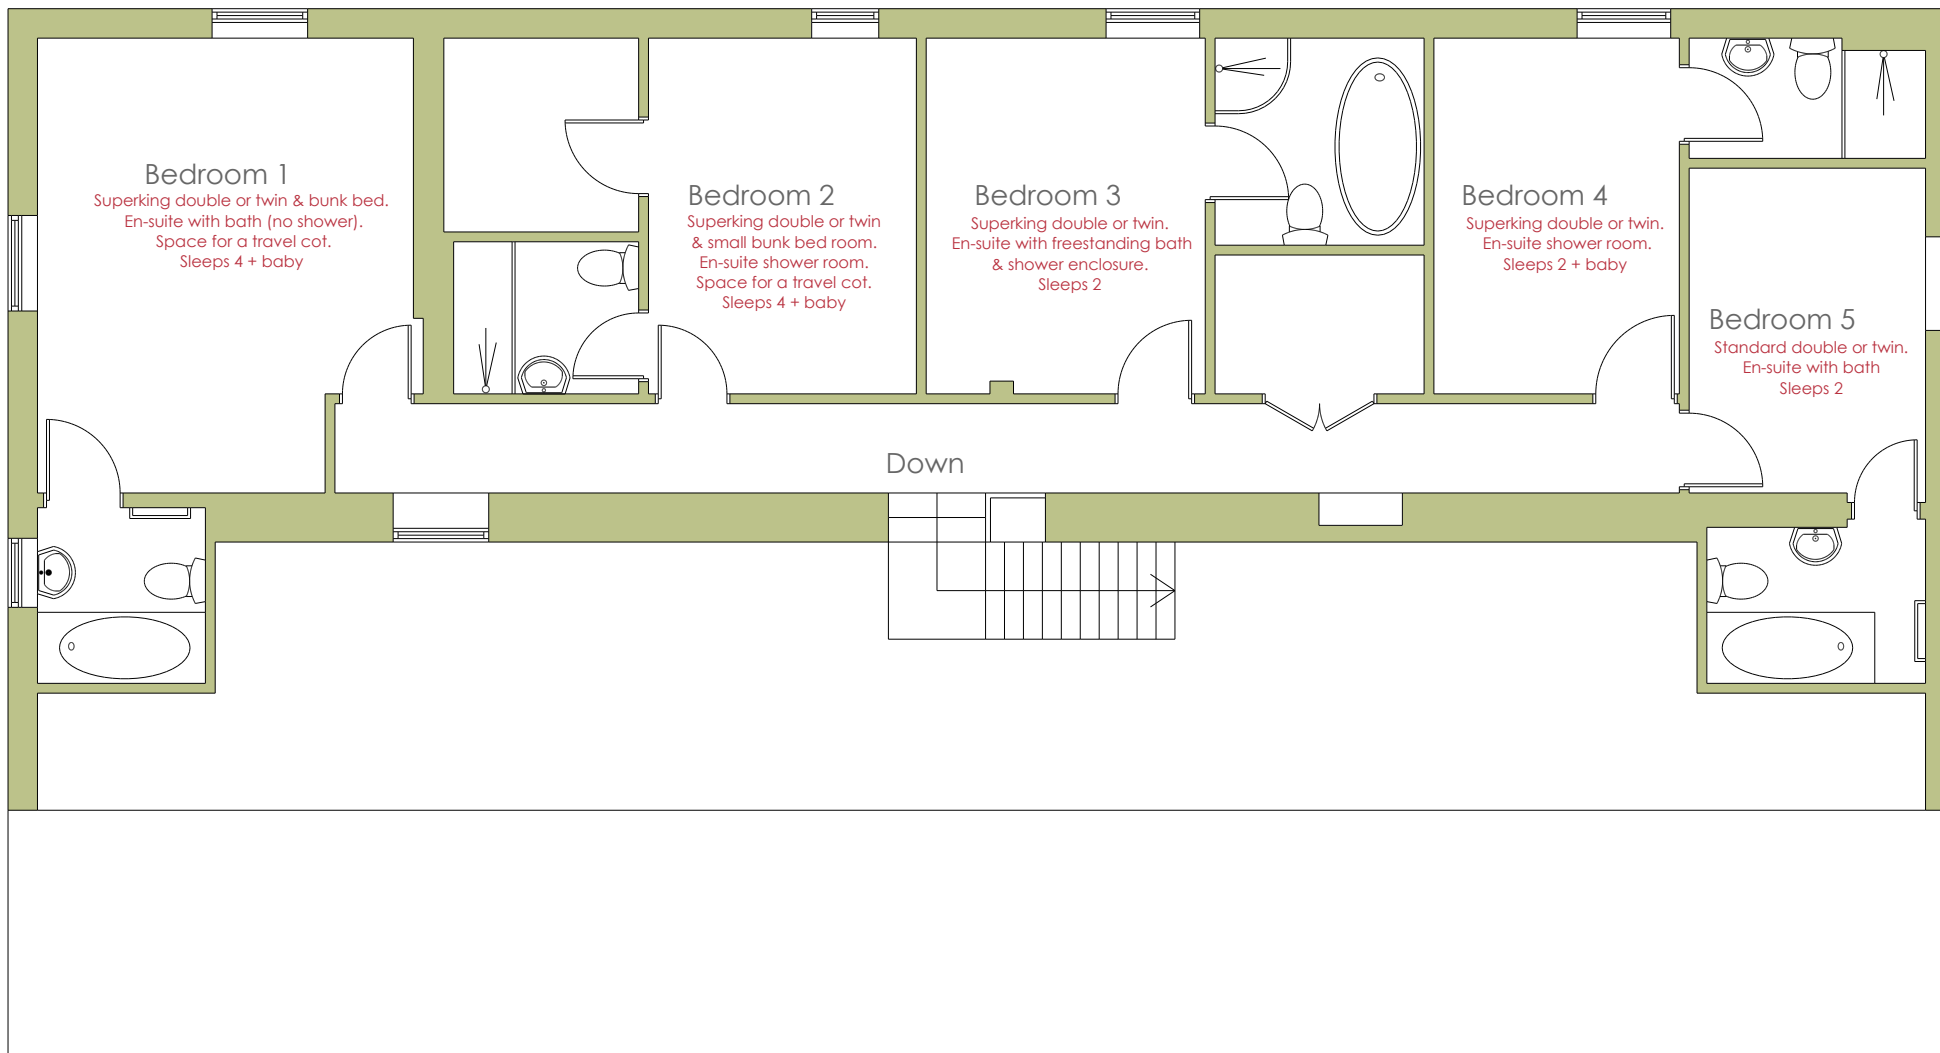 Bedroom 1
Superking double or twin & bunk bed.
En-suite with bath (no shower).
Space for a travel cot.
Sleeps 4 + baby
Bedroom 2
Superking double or twin
& small bunk bed room.
En-suite shower room.
Space for a travel cot.
Sleeps 4 + baby
Bedroom 3
Superking double or twin.
En-suite with freestanding bath
& shower enclosure.
Sleeps 2
Bedroom 4
Superking double or twin.
En-suite shower room.
Sleeps 2 + baby
Bedroom 5
Standard double or twin.
En-suite with bath
Sleeps 2
Down